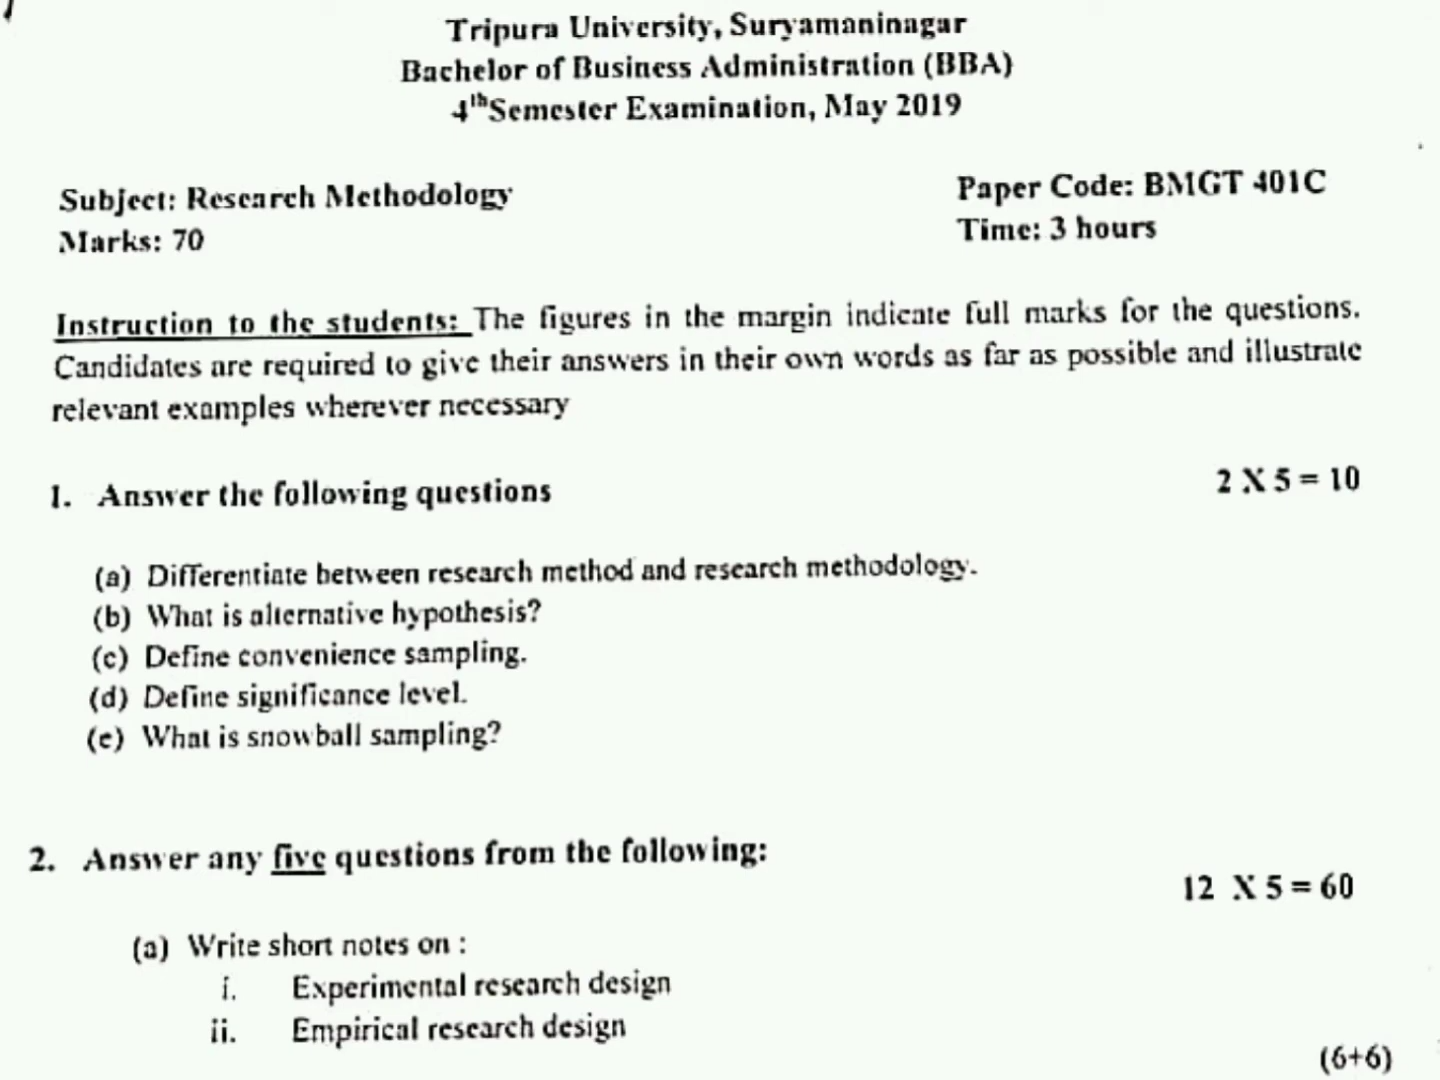 Tripura University, Suryamaninagar
Bachelor of Business Administration (BBA)
4th Semester Examination, May 2019
Subject: Research Methodology
Paper Code: BMGT 401C
Marks: 70
Time: 3 hours
Instruction to the students: The figures in the margin indicate full marks for the questions.
Candidates are required to give their answers in their own words as far as possible and illustrate
relevant examples wherever necessary
1. Answer the following questions
2 X 5 = 10
(a) Differentiate between research method and research methodology.
(b) What is alternative hypothesis?
(c) Define convenience sampling.
(d) Define significance level.
(e) What is snowball sampling?
2. Answer any five questions from the following:
12 X 5 = 60
(a) Write short notes on :
i. Experimental research design
ii. Empirical research design
(6+6)